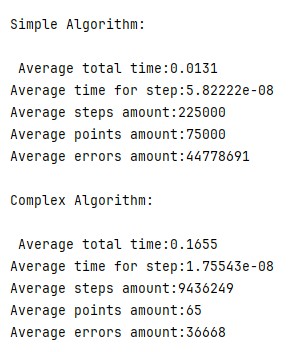 Simple Algorithm:

 Average total time:0.0131
Average time for step:5.82222e-08
Average steps amount:225000
Average points amount:75000
Average errors amount:44778691

Complex Algorithm:

 Average total time:0.1655
Average time for step:1.75543e-08
Average steps amount:9436249
Average points amount:65
Average errors amount:36668